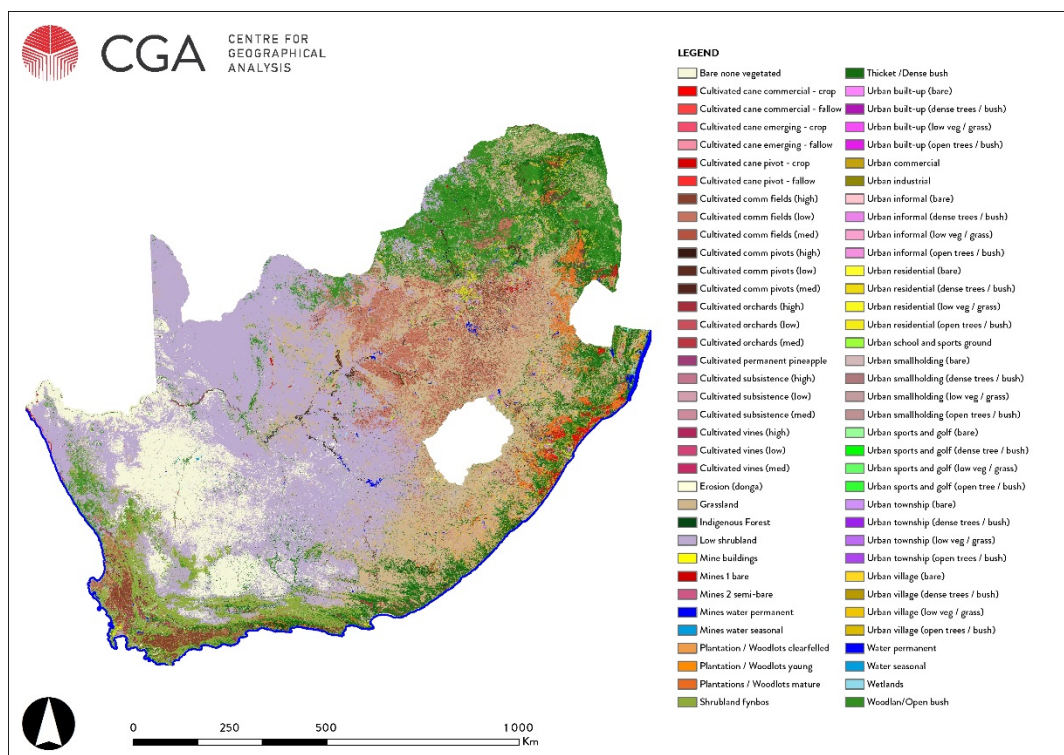 CGA
CENTRE FOR
GEOGRAPHICAL
ANALYSIS
LEGEND
Bare none vegetated
Cultivated cane commercial - crop
Cultivated cane commercial - fallow
Cultivated cane emerging - crop
Cultivated cane emerging - fallow
Cultivated cane pivot - crop
Cultivated cane pivot - fallow
Cultivated comm fields (high)
Cultivated comm fields (low)
Cultivated comm fields (med)
Cultivated comm pivots (high)
Cultivated comm pivots (low)
Cultivated comm pivots (med)
Cultivated orchards (high)
Cultivated orchards (low)
Cultivated orchards (med)
Cultivated permanent pineapple
Cultivated subsistence (high)
Cultivated subsistence (low)
Cultivated subsistence (med)
Cultivated vines (high)
Cultivated vines (low)
Cultivated vines (med)
Erosion (donga)
Grassland
Indigenous Forest
Low shrubland
Mine buildings
Mines 1 bare
Mines 2 semi-bare
Mines water permanent
Mines water seasonal
Plantation / Woodlots clearfelled
Plantation / Woodlots young
Plantations / Woodlots mature
Shrubland fynbos
Thicket /Dense bush
Urban built-up (bare)
Urban built-up (dense trees / bush)
Urban built-up (low veg / grass)
Urban built-up (open trees / bush)
Urban commercial
Urban industrial
Urban informal (bare)
Urban informal (dense trees / bush)
Urban informal (low veg / grass)
Urban informal (open trees / bush)
Urban residential (bare)
Urban residential (dense trees / bush)
Urban residential (low veg / grass)
Urban residential (open trees / bush)
Urban school and sports ground
Urban smallholding (bare)
Urban smallholding (dense trees / bush)
Urban smallholding (low veg / grass)
Urban smallholding (open trees / bush)
Urban sports and golf (bare)
Urban sports and golf (dense tree / bush)
Urban sports and golf (low veg / grass)
Urban sports and golf (open tree / bush)
Urban township (bare)
Urban township (dense trees / bush)
Urban township (low veg / grass)
Urban township (open trees / bush)
Urban village (bare)
Urban village (dense trees / bush)
Urban village (low veg / grass)
Urban village (open trees / bush)
Water permanent
Water seasonal
Wetlands
Woodlan/Open bush
0 250 500 1 000
Km